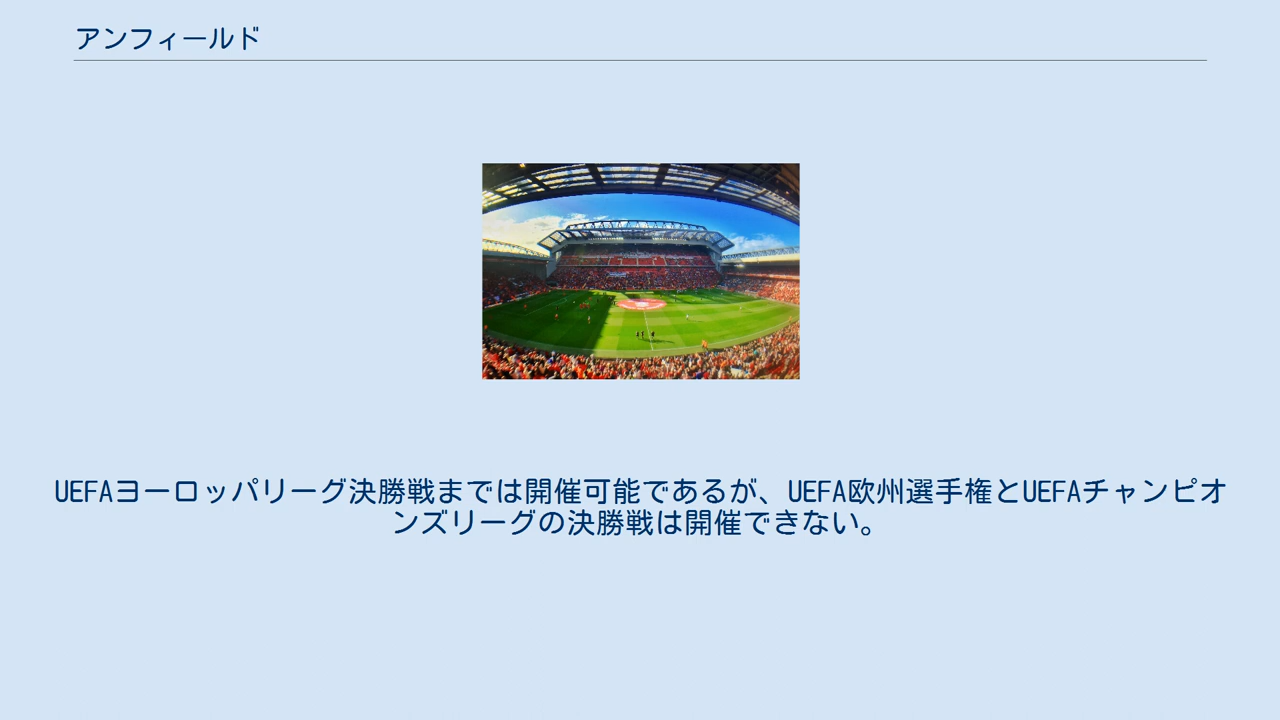 アンフィールド
UEFAヨーロッパリーグ決勝戦までは開催可能であるが、UEFA欧州選手権とUEFAチャンピオ
ンズリーグの決勝戦は開催できない。